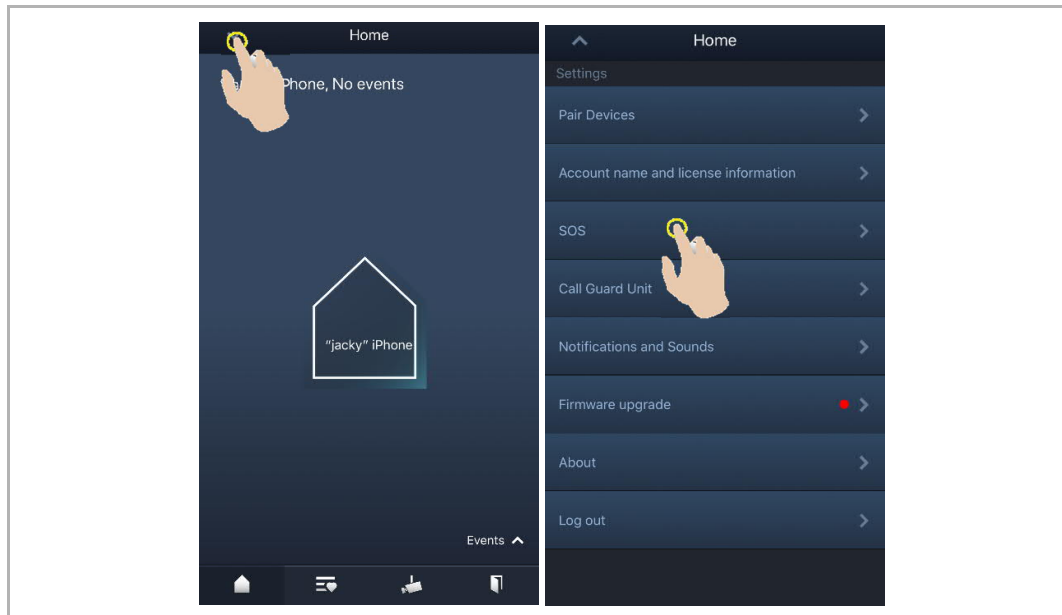 Home
Phone, No events
"jacky" iPhone
Events
Home
Settings
Pair Devices
Account name and license information
SOS
Call Guard Unit
Notifications and Sounds
Firmware upgrade
About
Log out